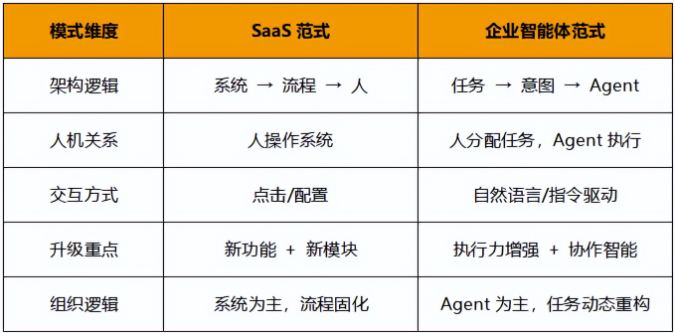 模式维度 SaaS 范式 企业智能体范式
架构逻辑 系统 → 流程 → 人 任务 → 意图 → Agent
人机关系 人操作系统 人分配任务，Agent 执行
交互方式 点击/配置 自然语言/指令驱动
升级重点 新功能 + 新模块 执行力增强 + 协作智能
组织逻辑 系统为主，流程固化 Agent 为主，任务动态重构